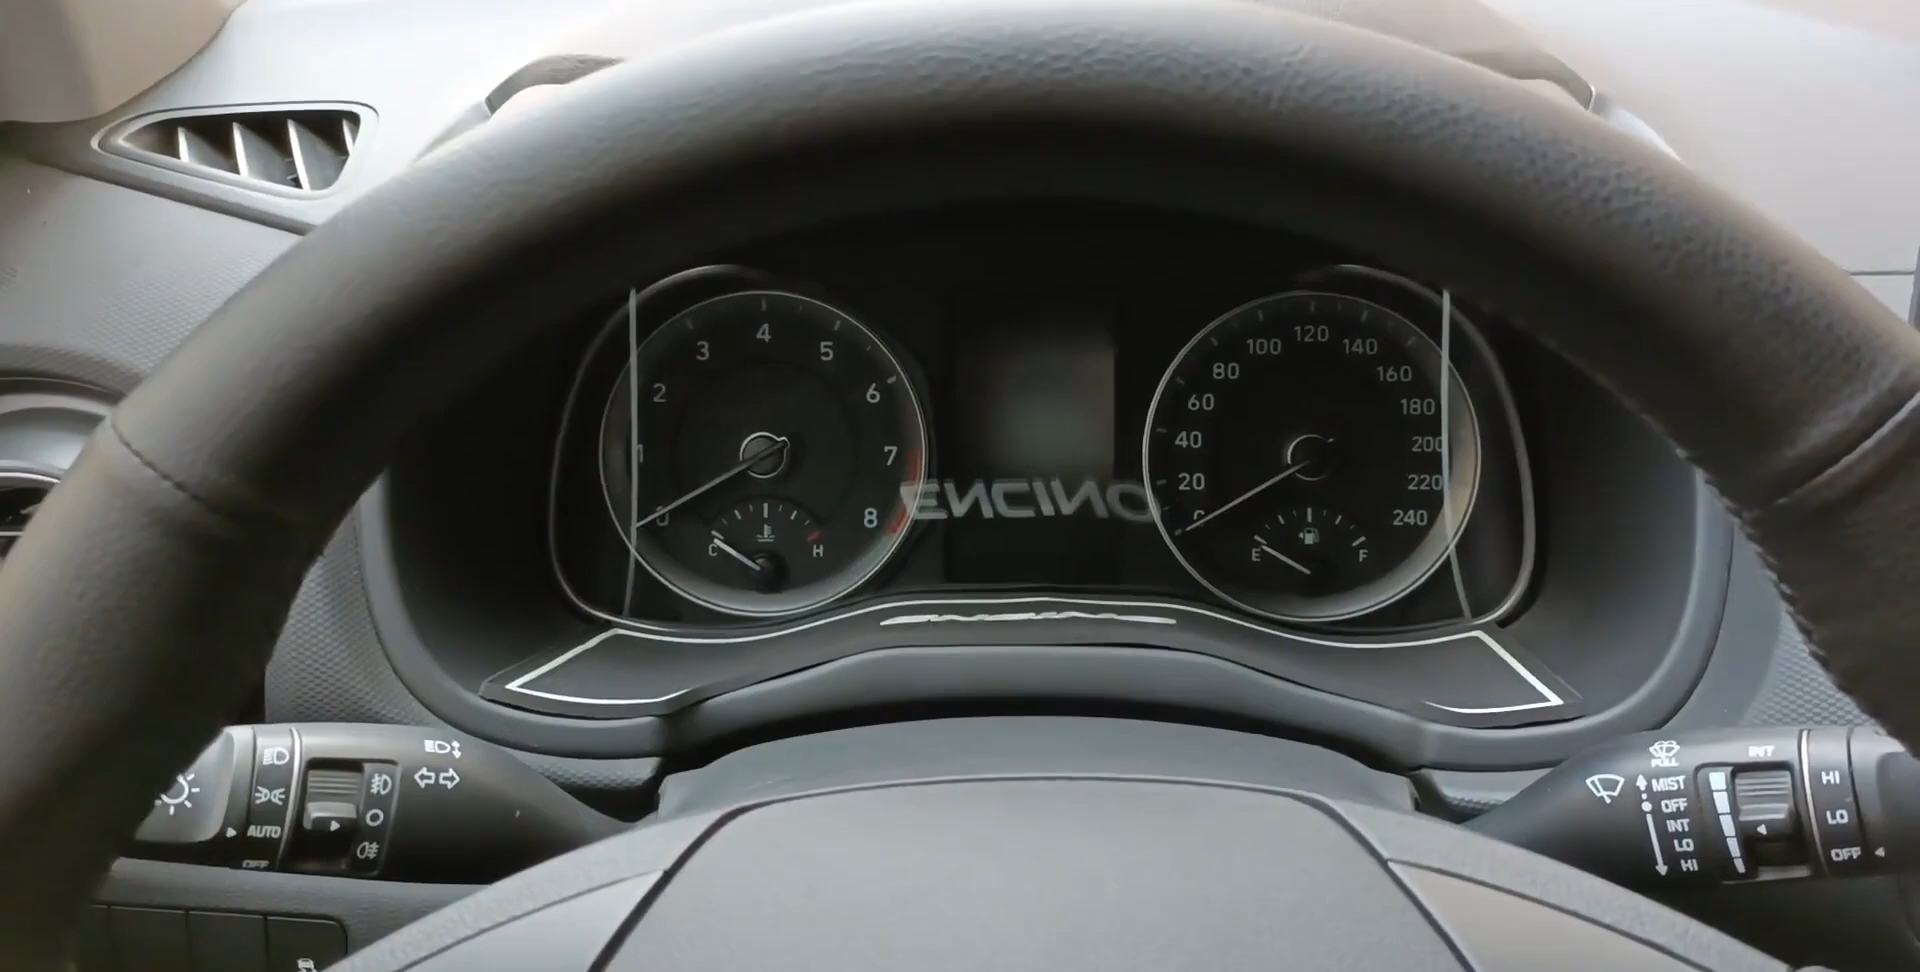 4
3
5
2
6
1
7
0
8
C
H
ENCINO
120
100
140
80
160
60
180
40
200
20
220
0
240
E
F
AUTO
OFF
PULL
INT
MIST
OFF
INT
LO
HI
HI
LO
OFF